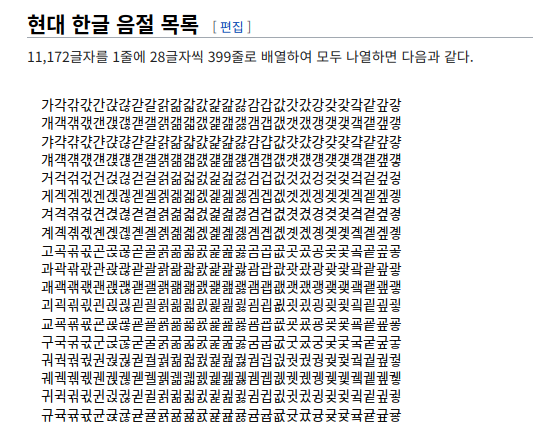 현대 한글 음절 목록 [ 편집 ]
11,172글자를 1줄에 28글자씩 399줄로 배열하여 모두 나열하면 다음과 같다.
가각갂갃간갅갆갇갈갉갊갋갌갍갎갏감갑값갓갔강갖갗갘같갚갛
개객갞갟갠갡갢갣갤갥갦갧갨갩갪갫갬갭갮갯갰갱갲갳갴갵갶갷
갸갹갺갻갼갽갾갿걀걁걂걃걄걅걆걇걈걉걊걋걌걍걎걏걐걑걒걓
걔걕걖걗걘걙걚걛걜걝걞걟걠걡걢걣걤걥걦걧걨걩걪걫걬걭걮걯
거걱걲걳건걵걶걷걸걹걺걻걼걽걾걿검겁겂것겄겅겆겇겈겉겊겋
게겍겎겏겐겑겒겓겔겕겖겗겘겙겚겛겜겝겞겟겠겡겢겣겤겥겦겧
겨격겪겫견겭겮겯결겱겲겳겴겵겶겷겸겹겺겻겼경겾겿곀곁곂곃
계곅곆곇곈곉곊곋곌곍곎곏곐곑곒곓곔곕곖곗곘곙곚곛곜곝곞곟
고곡곢곣곤곥곦곧골곩곪곫곬곭곮곯곰곱곲곳곴공곶곷곸곹곺곻
과곽곾곿관괁괂괃괄괅괆괇괈괉괊괋괌괍괎괏괐광괒괓괔괕괖괗
괘괙괚괛괜괝괞괟괠괡괢괣괤괥괦괧괨괩괪괫괬괭괮괯괰괱괲괳
괴괵괶괷괸괹괺괻괼괽괾괿굀굁굂굃굄굅굆굇굈굉굊굋굌굍굎굏
교굑굒굓굔굕굖굗굘굙굚굛굜굝굞굟굠굡굢굣굤굥굦굧굨굩굪굫
구국굮굯군굱굲굳굴굵굶굷굸굹굺굻굼굽굾굿궀궁궂궃궄궅궆궇
궈궉궊궋권궍궎궏궐궑궒궓궔궕궖궗궘궙궚궛궜궝궞궟궠궡궢궣
궤궥궦궧궨궩궪궫궬궭궮궯궰궱궲궳궴궵궶궷궸궹궺궻궼궽궾궿
귀귁귂귃귄귅귆귇귈귉귊귋귌귍귎귏귐귑귒귓귔귕귖귗귘귙귚귛
규귝귞귟균귡귢귣귤귥귦귧귨귩귪귫귬귭귮귯귰귱귲귳귴귵귶귷